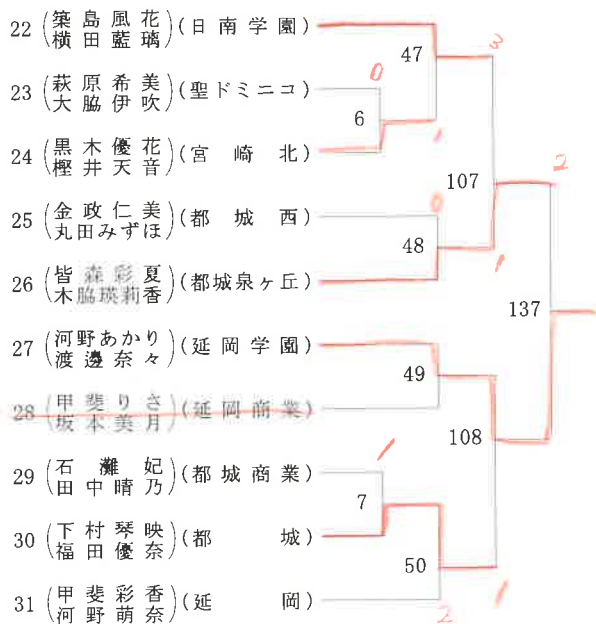 22 (築島風花 横田藍璃)(日南学園)
47
3
0
23 (萩原希美 大脇伊吹)(聖ドミニコ)
6
1
24 (黒木優花 樫井天音)(宮崎北)
107
2
25 (金政仁美 丸田みずほ)(都城西)
0
48
1
26 (皆森彩夏 木脇瑛莉香)(都城泉ヶ丘)
137
27 (河野あかり 渡邊奈々)(延岡学園)
49
28 (甲斐りさ 坂本美月)(延岡商業)
108
1
29 (石灘妃 田中晴乃)(都城商業)
7
30 (下村琴映 福田優奈)(都城)
50
1
31 (甲斐彩香 河野萌奈)(延岡)
2